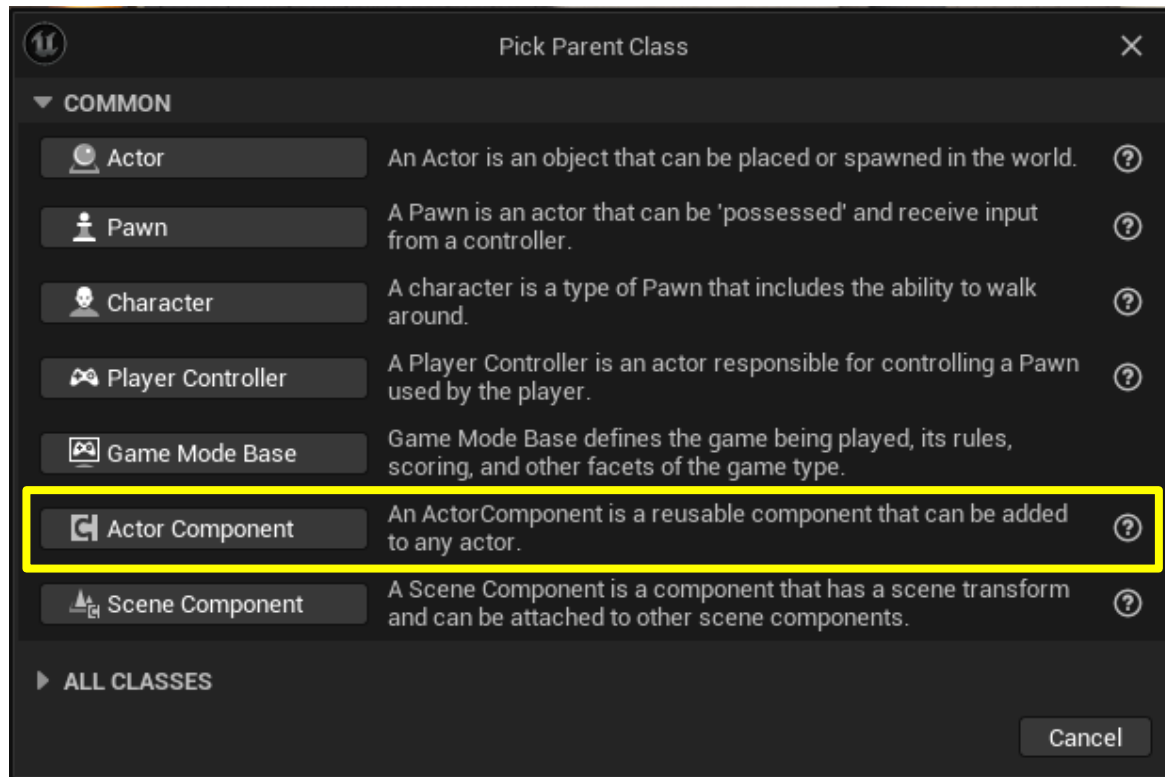 Pick Parent Class
COMMON
Actor
An Actor is an object that can be placed or spawned in the world.
Pawn
A Pawn is an actor that can be 'possessed' and receive input
from a controller.
Character
A character is a type of Pawn that includes the ability to walk
around.
Player Controller
A Player Controller is an actor responsible for controlling a Pawn
used by the player.
Game Mode Base
Game Mode Base defines the game being played, its rules,
scoring, and other facets of the game type.
Actor Component
An ActorComponent is a reusable component that can be added
to any actor.
Scene Component
A Scene Component is a component that has a scene transform
and can be attached to other scene components.
ALL CLASSES
Cancel